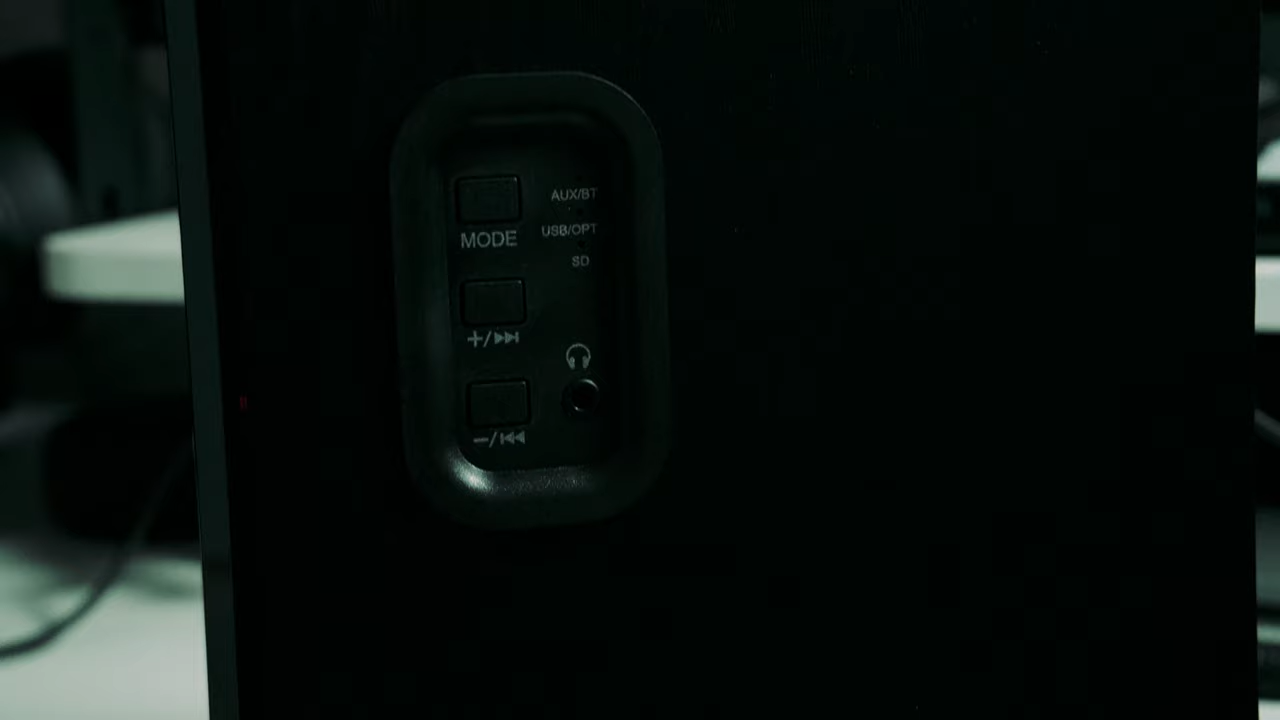 AUX/BT
MODE
USB/OPT
SD
+/⏭
−/⏮